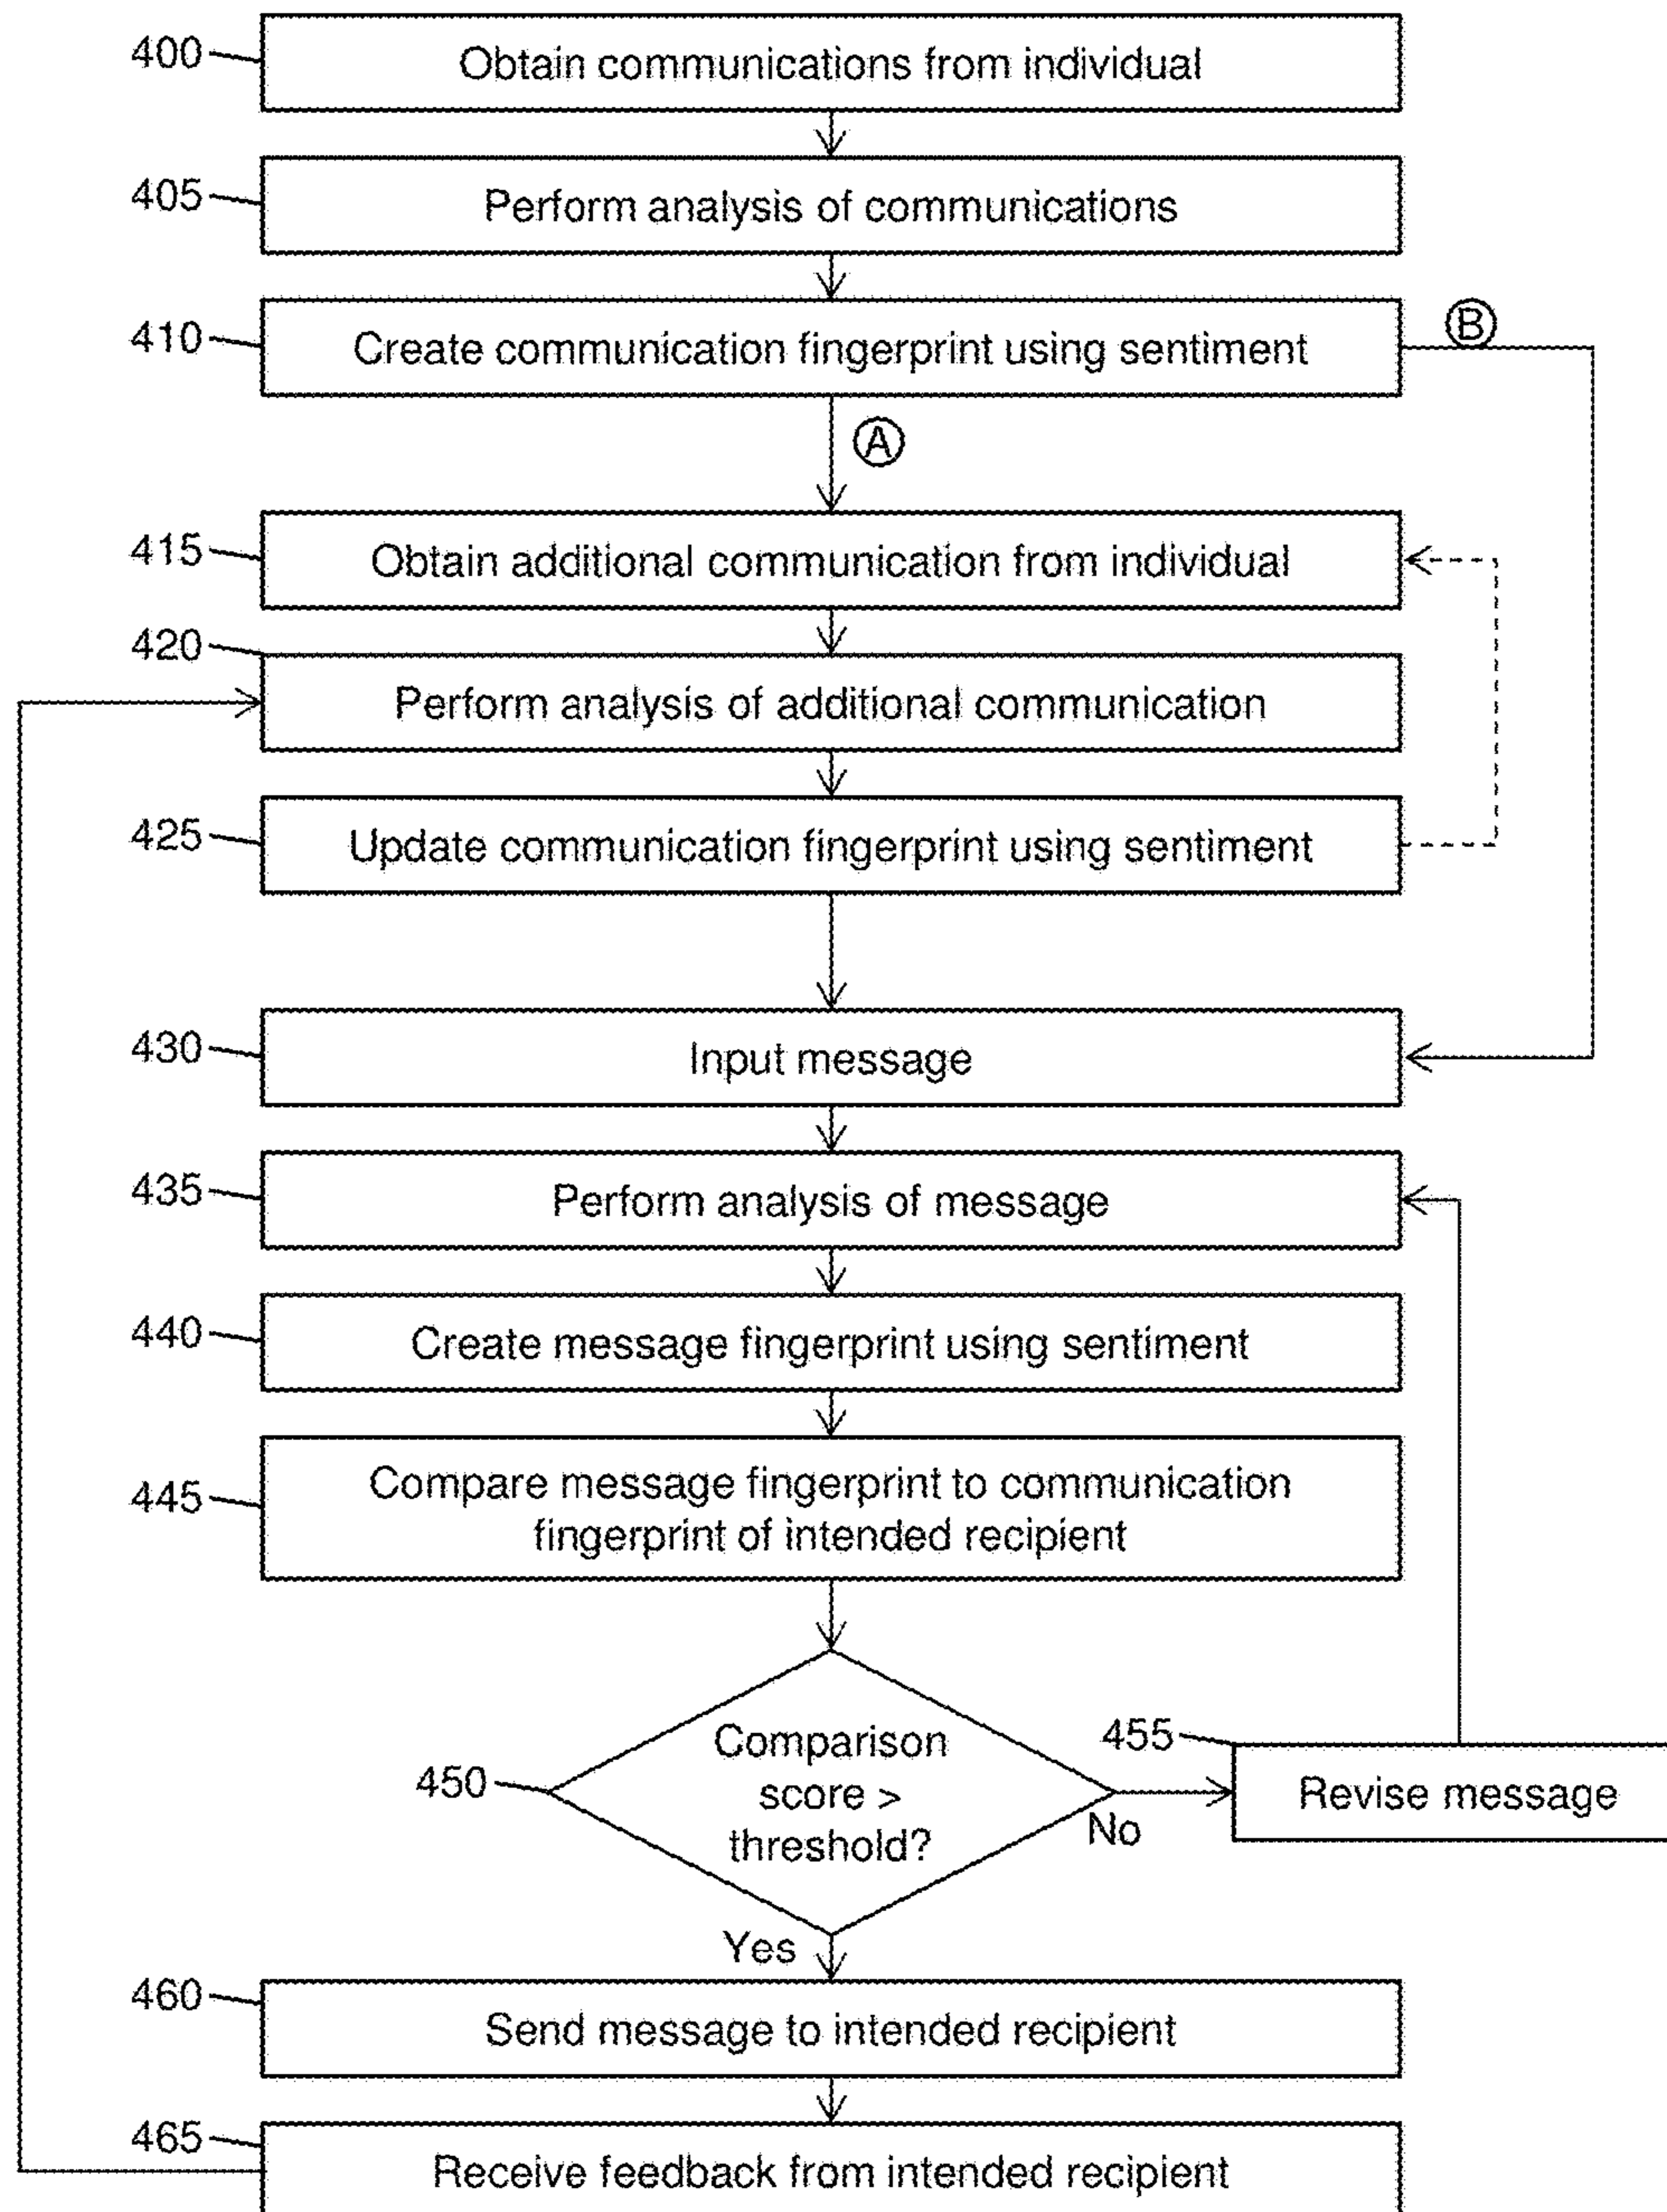 400
Obtain communications from individual
405
Perform analysis of communications
410
Create communication fingerprint using sentiment
B
A
415
Obtain additional communication from individual
420
Perform analysis of additional communication
425
Update communication fingerprint using sentiment
430
Input message
435
Perform analysis of message
440
Create message fingerprint using sentiment
445
Compare message fingerprint to communication
fingerprint of intended recipient
450
Comparison
score >
threshold?
No
455
Revise message
Yes
460
Send message to intended recipient
465
Receive feedback from intended recipient